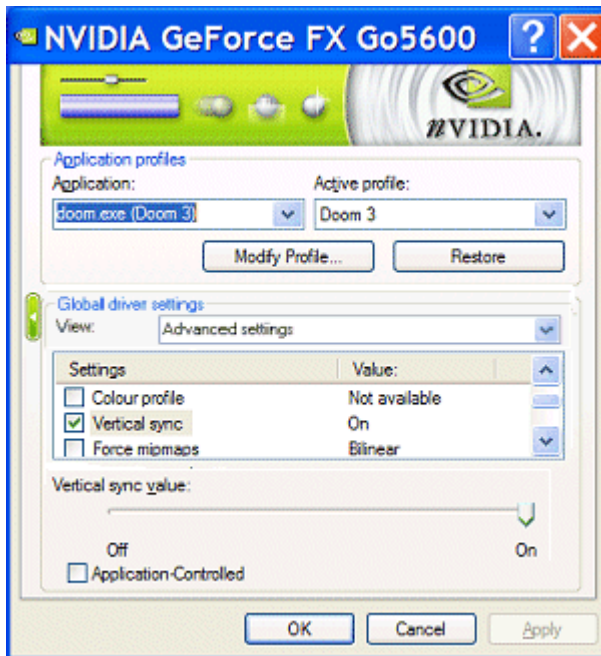 NVIDIA GeForce FX Go5600
nVIDIA.
Application profiles
Application: Active profile:
doom.exe (Doom 3) Doom 3
Modify Profile... Restore
Global driver settings
View: Advanced settings
Settings Value:
Colour profile Not available
Vertical sync On
Force mipmaps Bilinear
Vertical sync value:
Off On
Application-Controlled
OK Cancel Apply